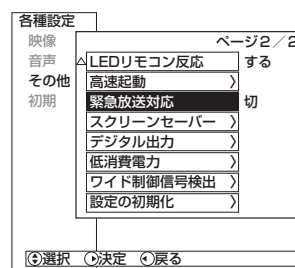 各種設定
映像
音声
その他
初期
ページ2／2
LEDリモコン反応 する
高速起動 〉
緊急放送対応 切
スクリーンセーバー 〉
デジタル出力 〉
低消費電力 〉
ワイド制御信号検出 〉
設定の初期化 〉
選択 決定 戻る